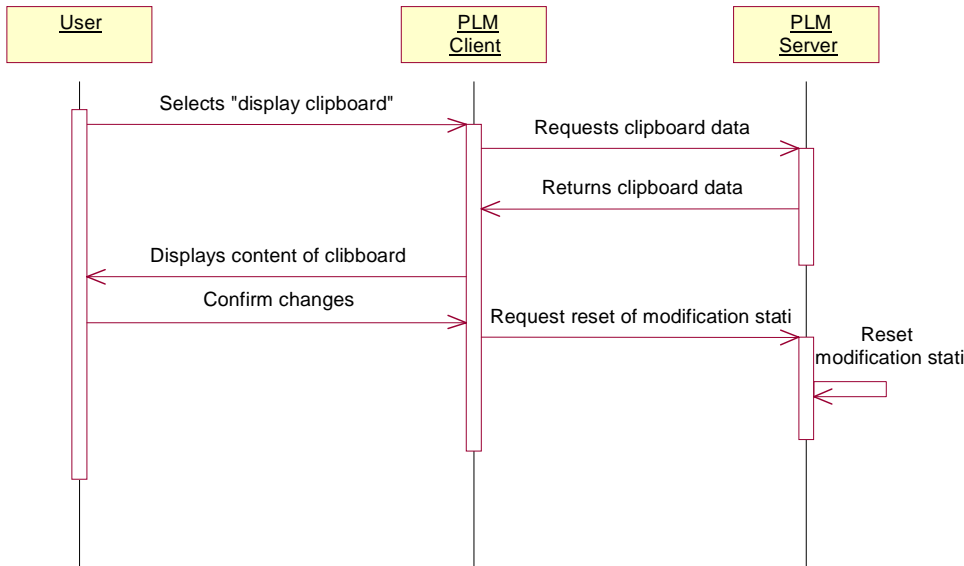 User
PLM
Client
PLM
Server
Selects "display clipboard"
Requests clipboard data
Returns clipboard data
Displays content of clibboard
Confirm changes
Request reset of modification stati
Reset
modification stati